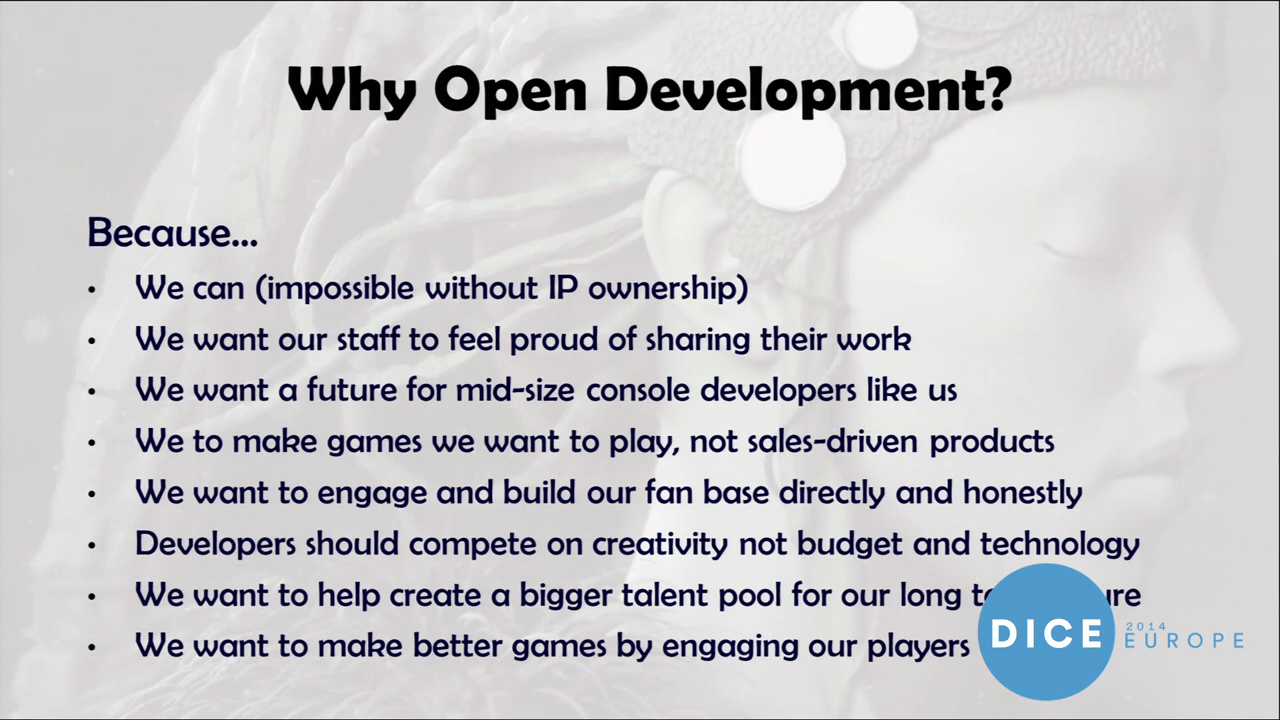 Why Open Development?
Because...
• We can (impossible without IP ownership)
• We want our staff to feel proud of sharing their work
• We want a future for mid-size console developers like us
• We to make games we want to play, not sales-driven products
• We want to engage and build our fan base directly and honestly
• Developers should compete on creativity not budget and technology
• We want to help create a bigger talent pool for our long
• We want to make better games by engaging our players
DICE
2014
EUROPE